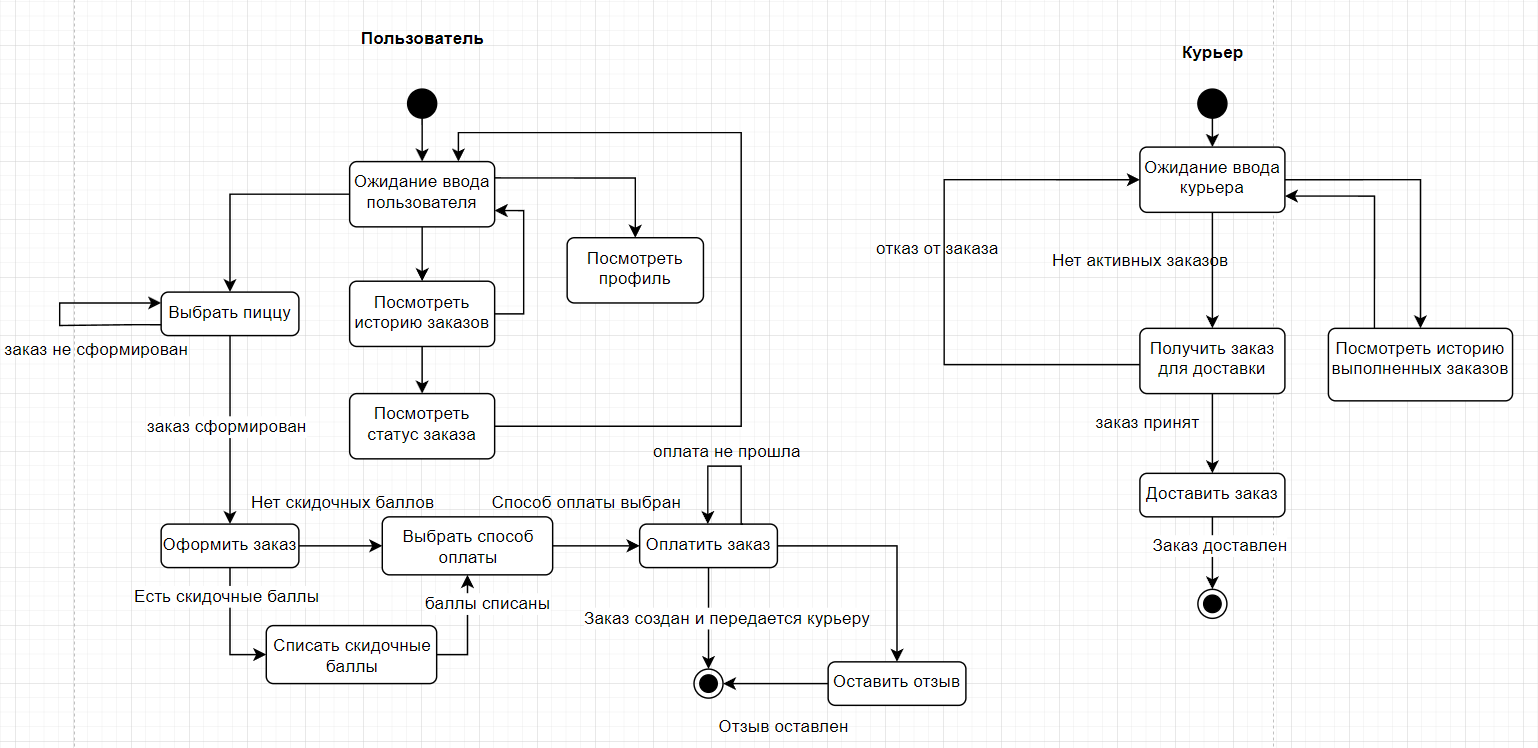 Пользователь
Курьер
Ожидание ввода
пользователя
Ожидание ввода
курьера
отказ от заказа
Нет активных заказов
Посмотреть
профиль
Выбрать пиццу
Посмотреть
историю заказов
заказ не сформирован
Получить заказ
для доставки
Посмотреть историю
выполненных заказов
Посмотреть
статус заказа
заказ сформирован
заказ принят
оплата не прошла
Нет скидочных баллов
Способ оплаты выбран
Доставить заказ
Оформить заказ
Выбрать способ
оплаты
Оплатить заказ
Заказ доставлен
Есть скидочные баллы
баллы списаны
Заказ создан и передается курьеру
Списать скидочные
баллы
Оставить отзыв
Отзыв оставлен